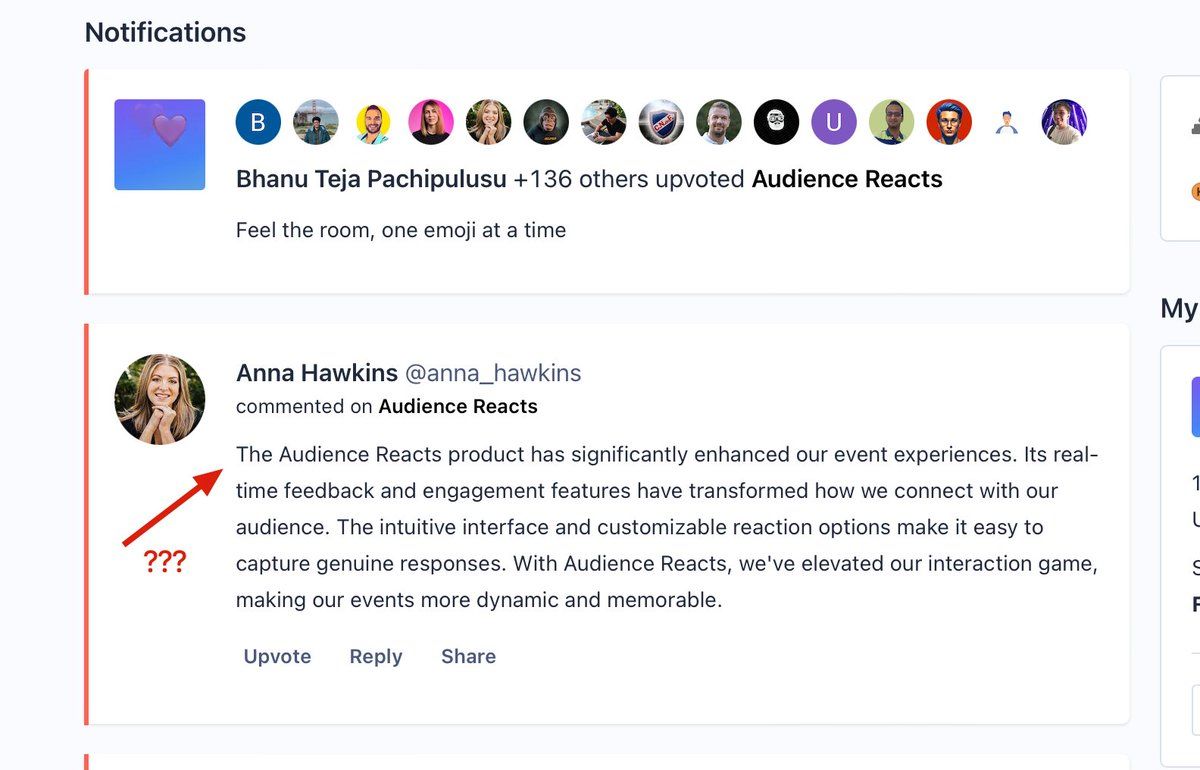 Notifications
B
U
Bhanu Teja Pachipulusu +136 others upvoted Audience Reacts
Feel the room, one emoji at a time
My
Anna Hawkins @anna_hawkins
commented on Audience Reacts
The Audience Reacts product has significantly enhanced our event experiences. Its real-
time feedback and engagement features have transformed how we connect with our
audience. The intuitive interface and customizable reaction options make it easy to
capture genuine responses. With Audience Reacts, we've elevated our interaction game,
making our events more dynamic and memorable.
???
Upvote Reply Share